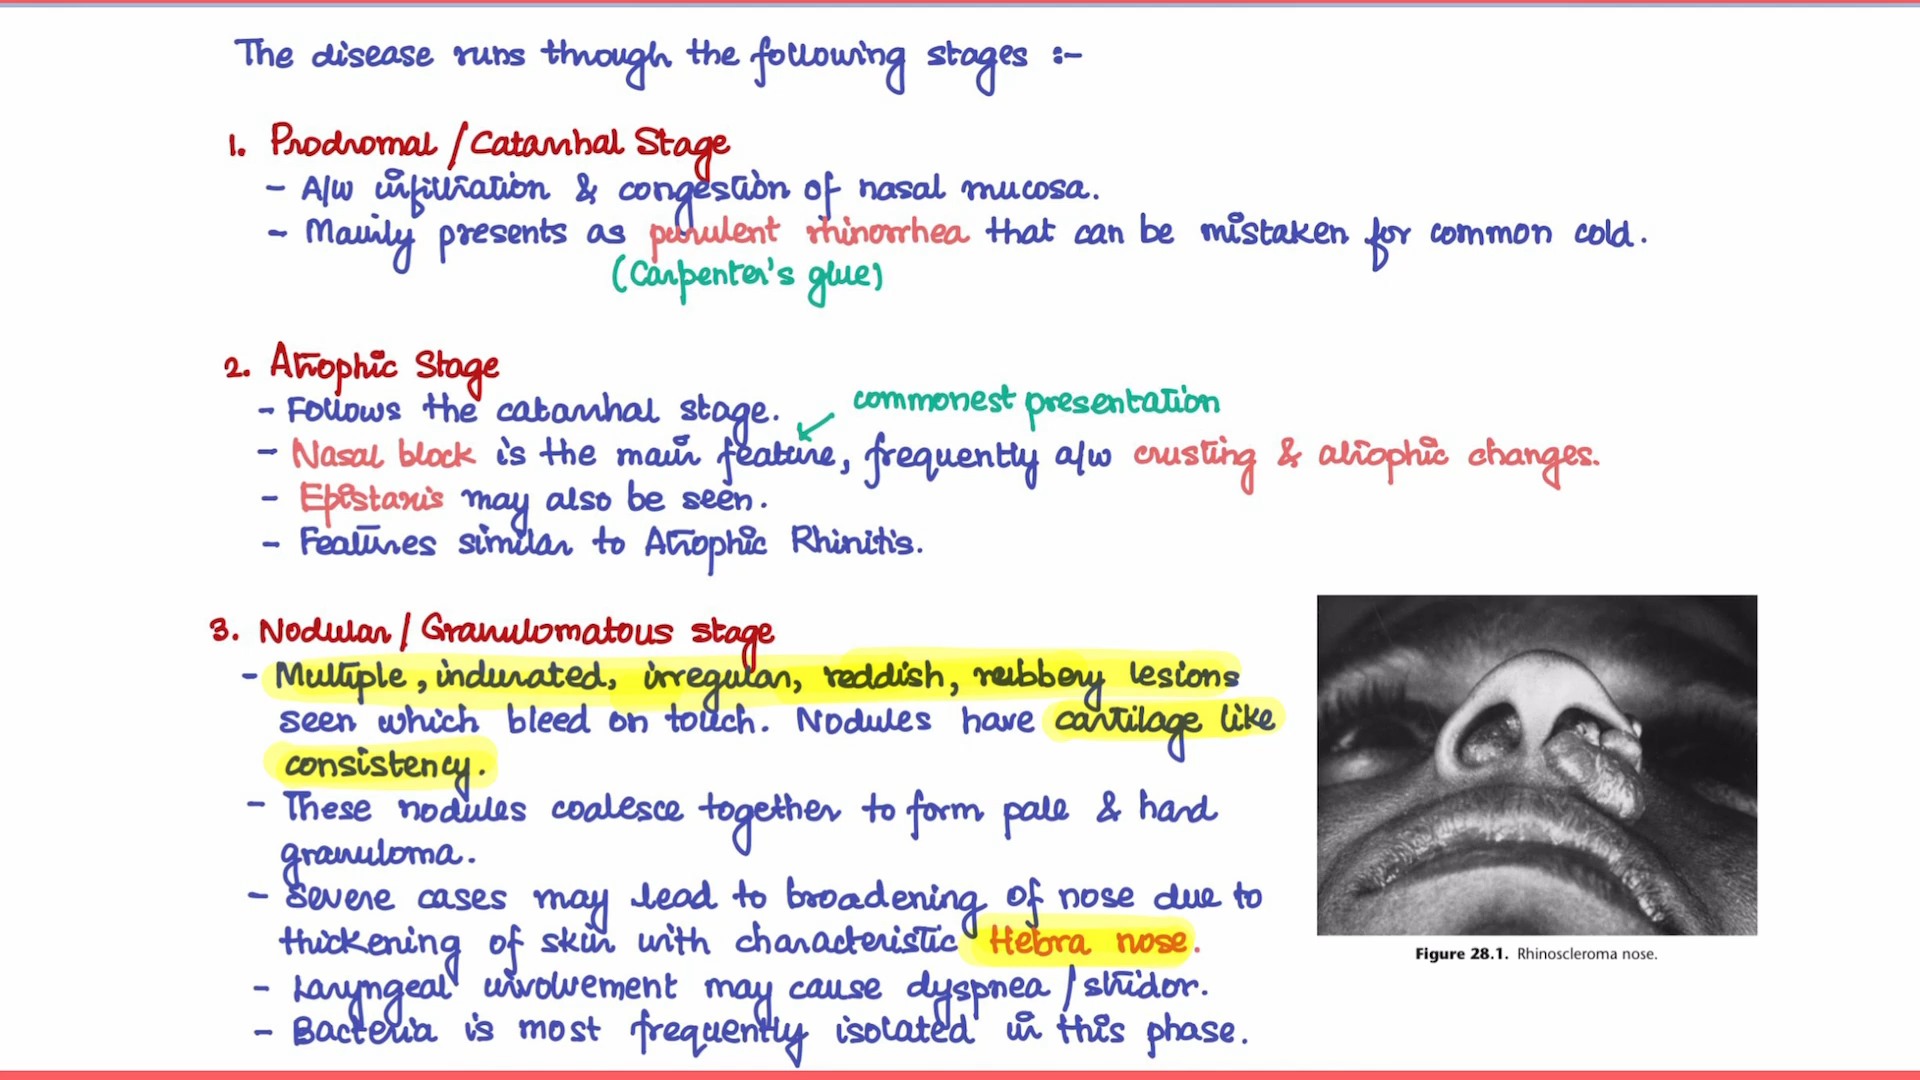 The disease runs through the following stages :-
1. Prodromal / Catarrhal Stage
- A/w infiltration & congestion of nasal mucosa.
- Mainly presents as purulent rhinorrhea that can be mistaken for common cold.
(Carpenter's glue)
2. Atrophic Stage
- Follows the catarrhal stage.
commonest presentation
- Nasal block is the main feature, frequently a/w crusting & atrophic changes.
- Epistaxis may also be seen.
- Features similar to Atrophic Rhinitis.
3. Nodular / Granulomatous stage
- Multiple, indurated, irregular, reddish, rubbery lesions
seen which bleed on touch. Nodules have cartilage like
consistency.
- These nodules coalesce together to form pale & hard
granuloma.
- Severe cases may lead to broadening of nose due to
thickening of skin with characteristic Hebra nose.
- Laryngeal involvement may cause dyspnea / stridor.
- Bacteria is most frequently isolated in this phase.
Figure 28.1. Rhinoscleroma nose.